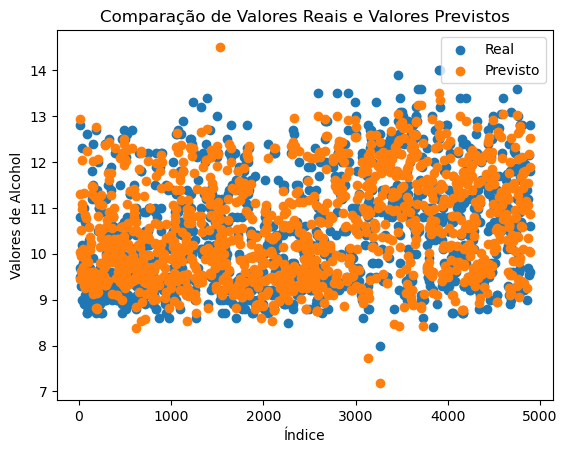 Comparação de Valores Reais e Valores Previstos
Real
Previsto
14
13
12
11
10
9
8
7
Valores de Alcohol
0
1000
2000
3000
4000
5000
Índice